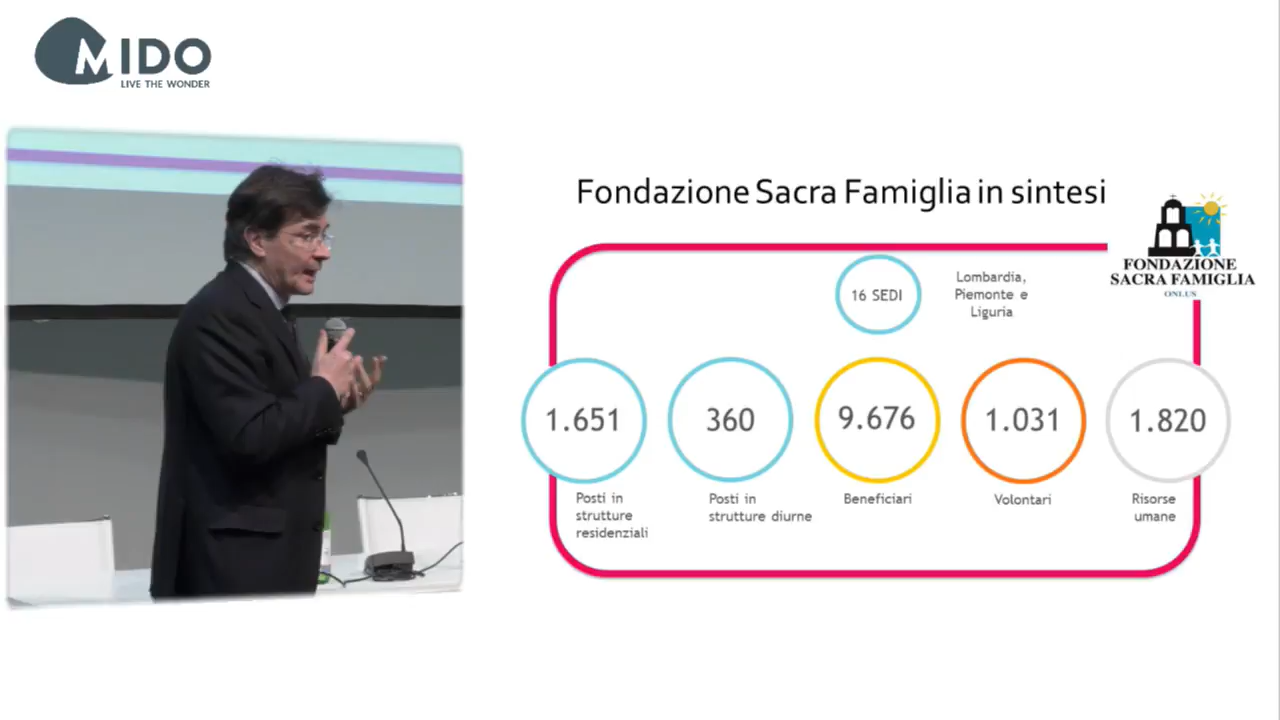 MIDO
LIVE THE WONDER
Fondazione Sacra Famiglia in sintesi
FONDAZIONE
SACRA FAMIGLIA
ONLUS
16 SEDI
Lombardia,
Piemonte e
Liguria
1.651
360
9.676
1.031
1.820
Posti in
strutture
residenziali
Posti in
strutture diurne
Beneficiari
Volontari
Risorse
umane